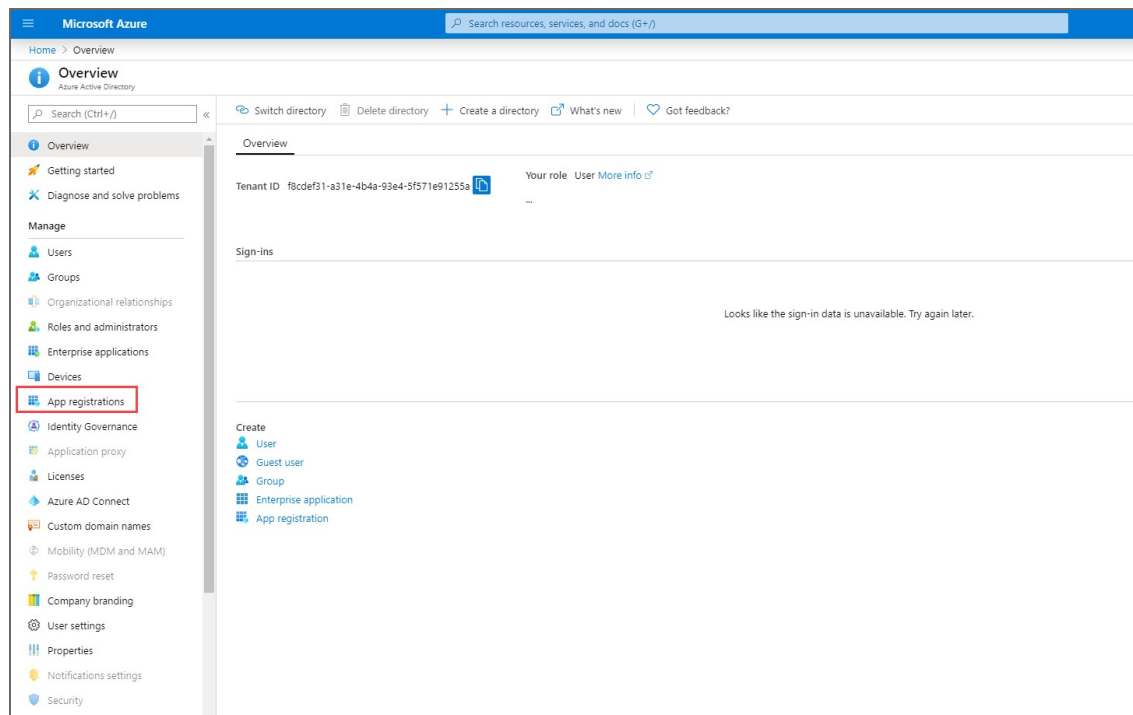 Microsoft Azure
Search resources, services, and docs (G+/)
Home > Overview
Overview
Azure Active Directory
Search (Ctrl+/)
«
Switch directory
Delete directory
Create a directory
What's new
Got feedback?
Overview
Getting started
Diagnose and solve problems
Manage
Users
Groups
Organizational relationships
Roles and administrators
Enterprise applications
Devices
App registrations
Identity Governance
Application proxy
Licenses
Azure AD Connect
Custom domain names
Mobility (MDM and MAM)
Password reset
Company branding
User settings
Properties
Notifications settings
Security
Overview
Tenant ID f8cdef31-a31e-4b4a-93e4-5f571e91255a
Your role User More info
...
Sign-ins
Looks like the sign-in data is unavailable. Try again later.
Create
User
Guest user
Group
Enterprise application
App registration